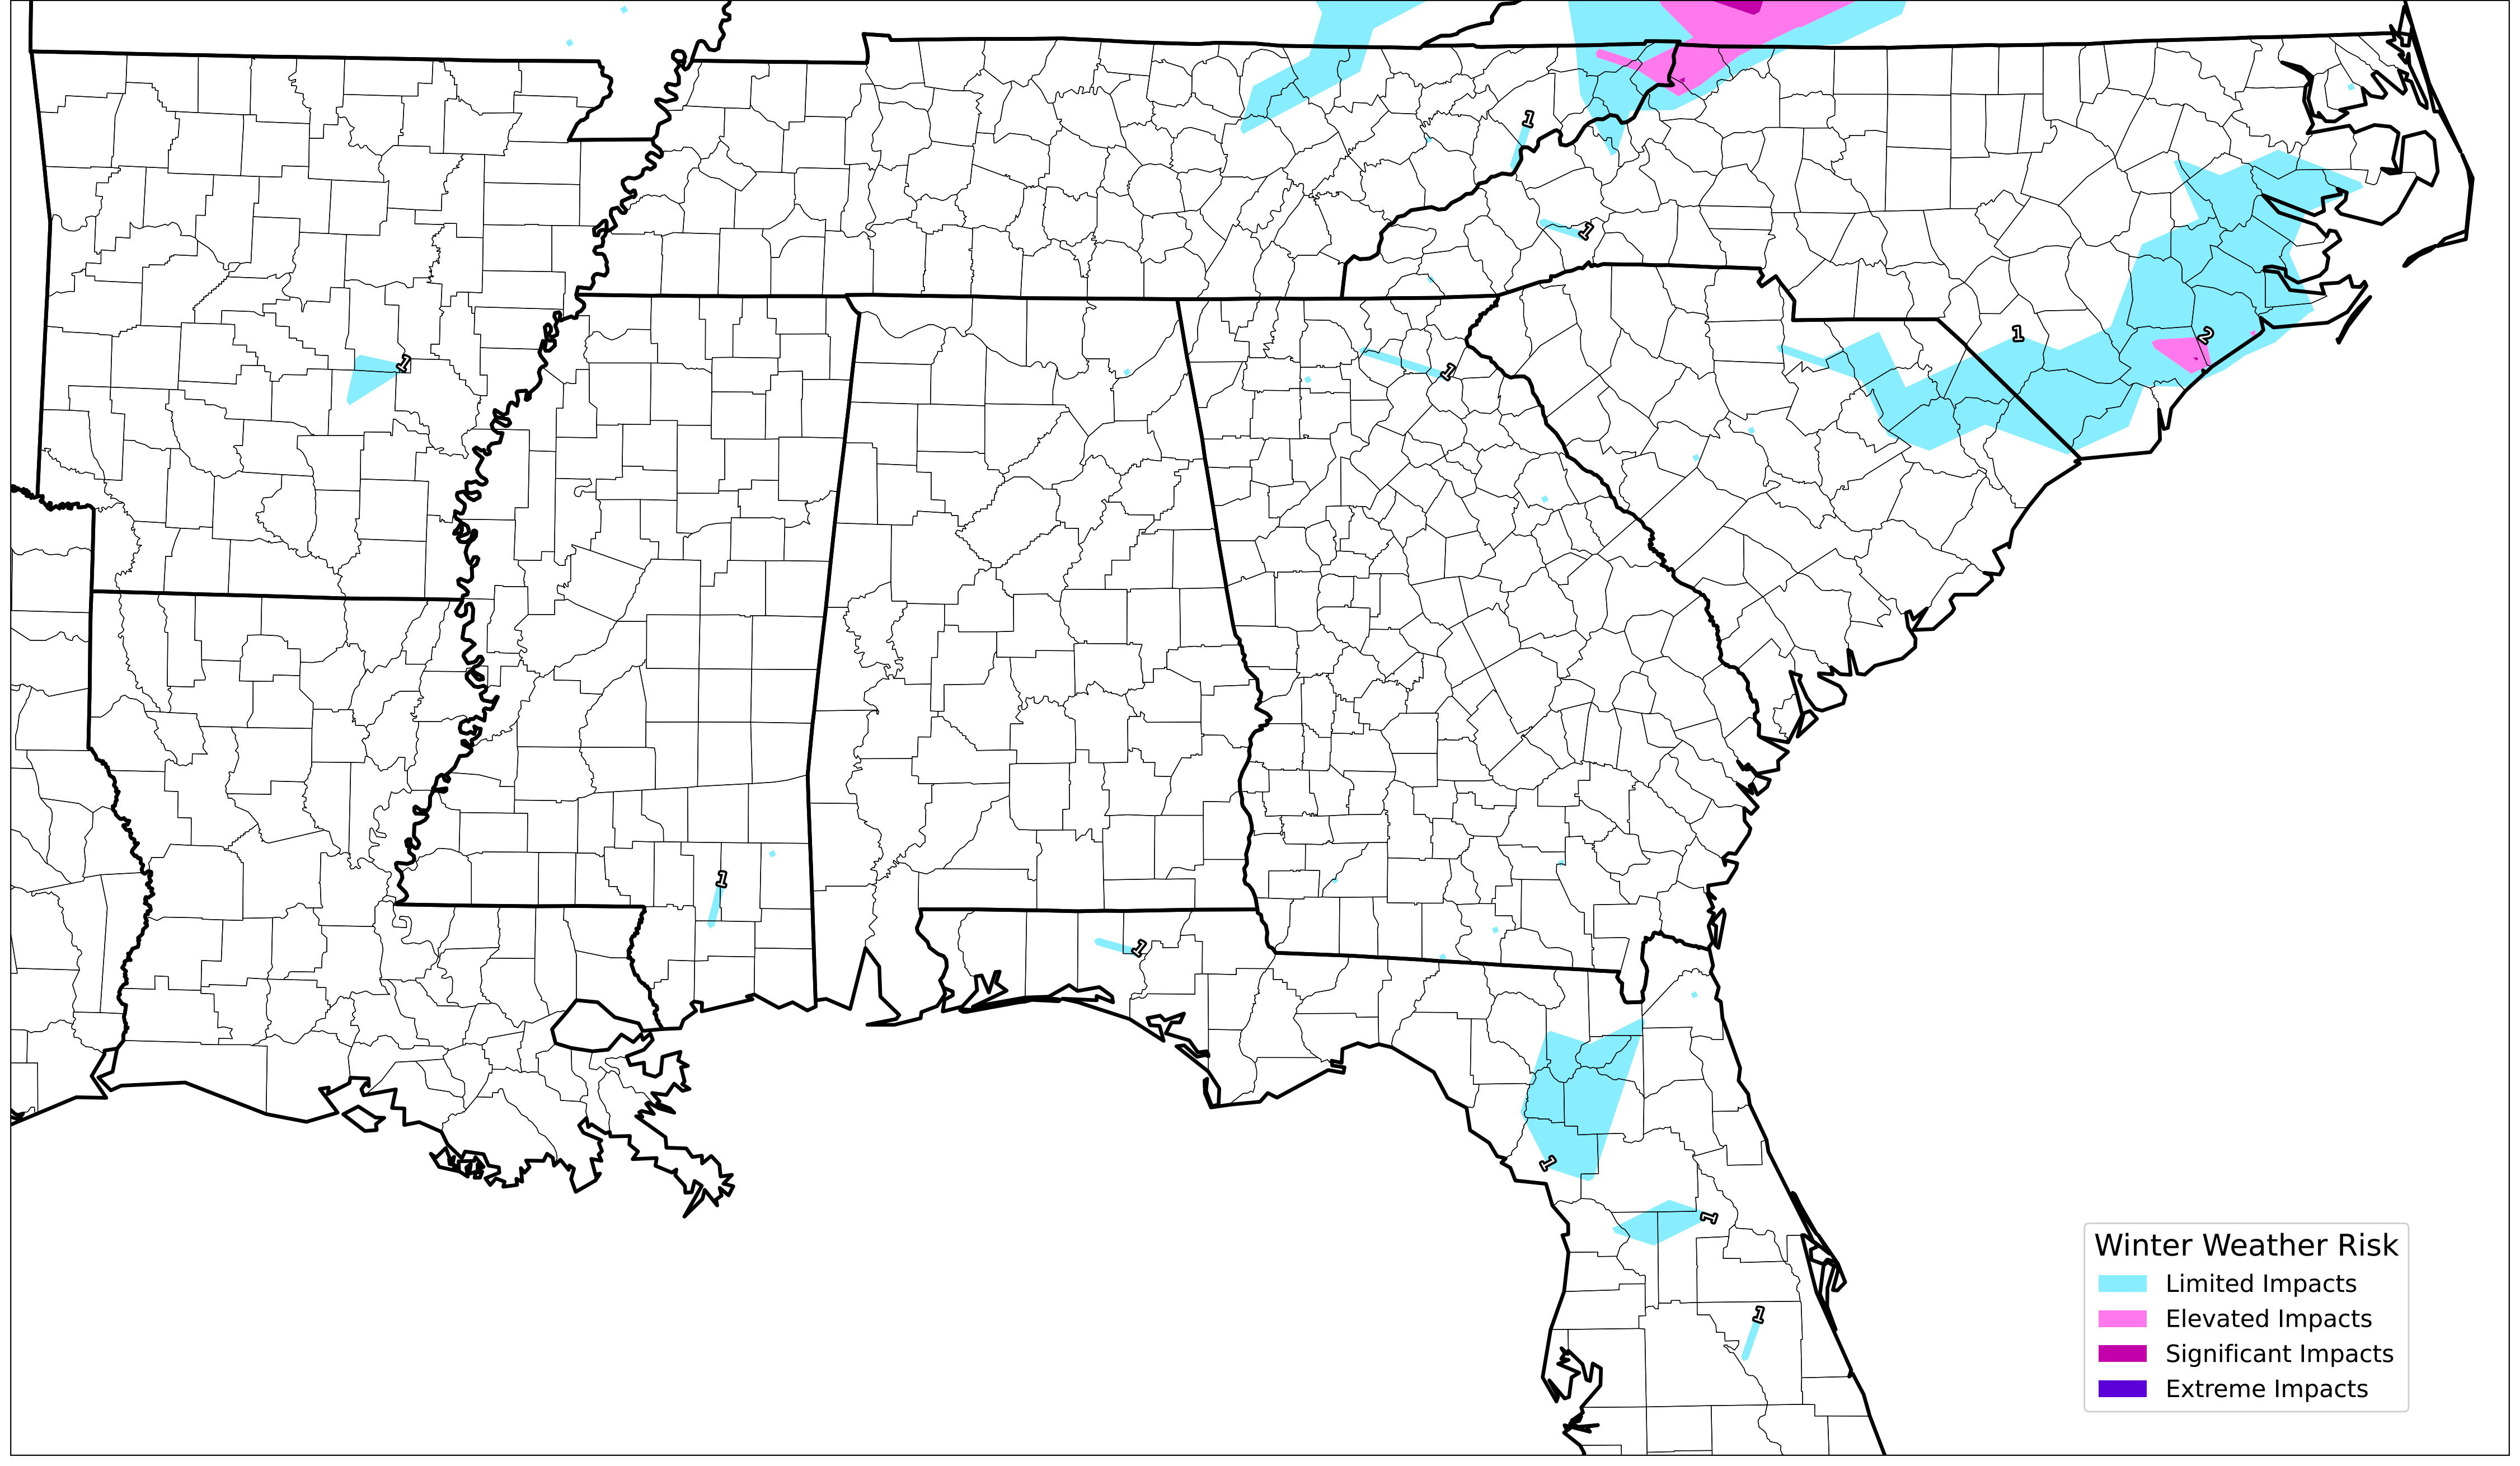 1
1
1
2
1
1
1
1
1
1
1
Winter Weather Risk
Limited Impacts
Elevated Impacts
Significant Impacts
Extreme Impacts